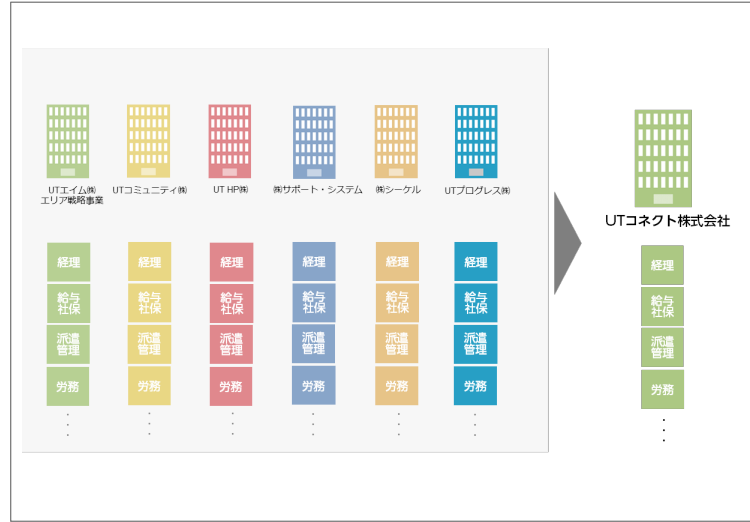 UTエイム㈱
エリア戦略事業
UTコミュニティ㈱
UT HP㈱
㈱サポート・システム
㈱シーケル
UTプログレス㈱
経理
給与
社保
派遣
管理
労務
経理
給与
社保
派遣
管理
労務
経理
給与
社保
派遣
管理
労務
経理
給与
社保
派遣
管理
労務
経理
給与
社保
派遣
管理
労務
経理
給与
社保
派遣
管理
労務
UTコネクト株式会社
経理
給与
社保
派遣
管理
労務